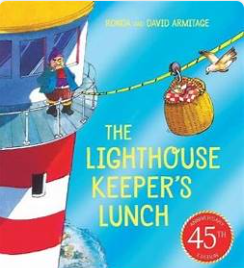 RONDA AND DAVID ARMITAGE
THE
LIGHTHOUSE
KEEPER'S
LUNCH
ANNIVERSARY
45TH
EDITION